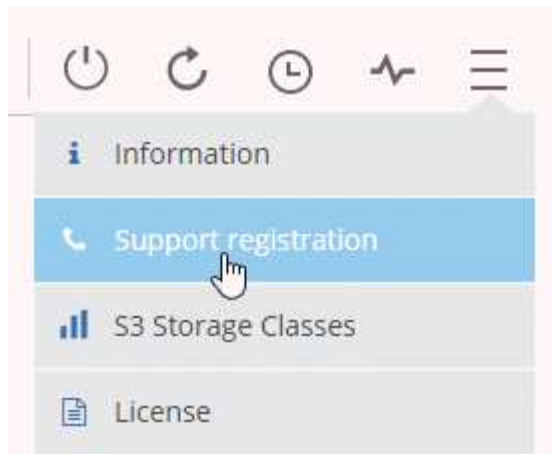 Information
Support registration
S3 Storage Classes
License